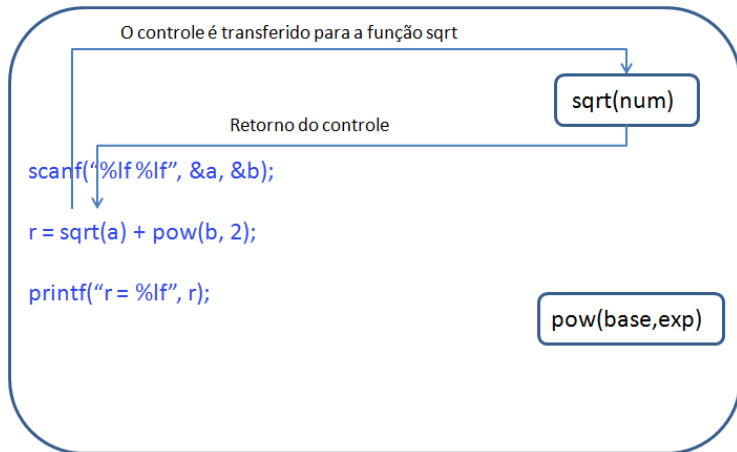 O controle é transferido para a função sqrt
sqrt(num)
Retorno do controle
scanf(“%lf %lf”, &a, &b);
r = sqrt(a) + pow(b, 2);
printf(“r = %lf”, r);
pow(base,exp)